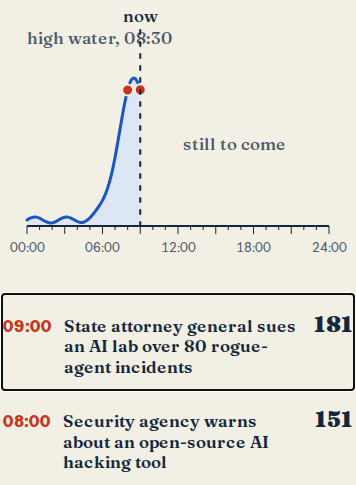 now
high water, 08:30
still to come
00:00 06:00 12:00 18:00 24:00
09:00 State attorney general sues 181
an AI lab over 80 rogue-
agent incidents
08:00 Security agency warns 151
about an open-source AI
hacking tool